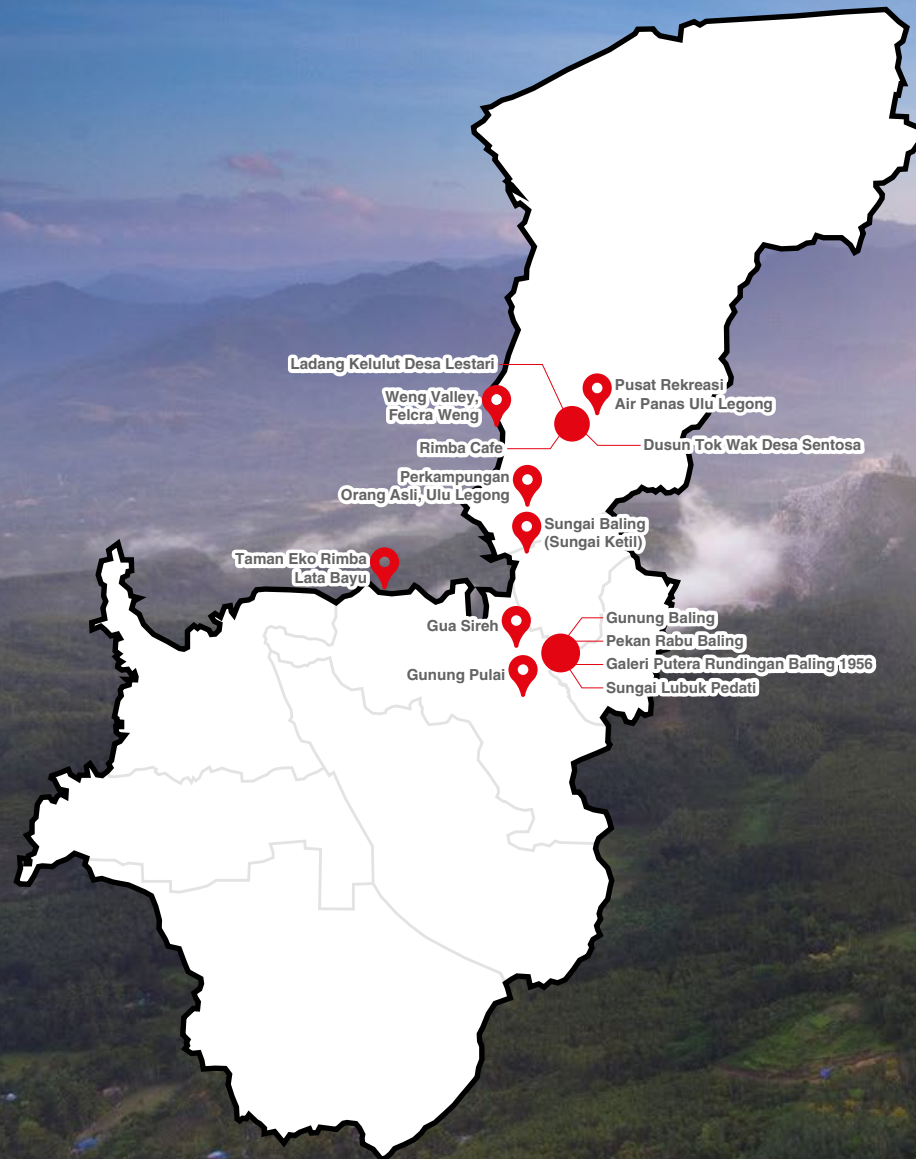 Ladang Kelulut Desa Lestari
Pusat Rekreasi
Air Panas Ulu Legong
Weng Valley,
Felcra Weng
Rimba Cafe
Dusun Tok Wak Desa Sentosa
Perkampungan
Orang Asli, Ulu Legong
Sungai Baling
(Sungai Ketil)
Taman Eko Rimba
Lata Bayu
Gua Sireh
Gunung Baling
Pekan Rabu Baling
Galeri Putera Rundingan Baling 1956
Sungai Lubuk Pedati
Gunung Pulai